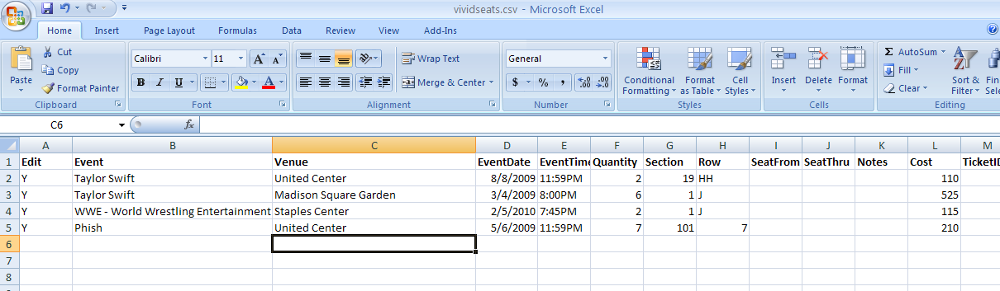 vividseats.csv - Microsoft Excel
Home Insert Page Layout Formulas Data Review View Add-Ins
Cut
Copy
Format Painter
Paste
Clipboard
Calibri 11 A A
B I U A
Font
Wrap Text
Merge & Center
Alignment
General
$ % , .0 .00 .00 .0
Number
Conditional Formatting
Format as Table
Cell Styles
Styles
Insert Delete Format
Cells
Σ AutoSum
Fill
Clear
Sort & Filter
Fin
Sele
Editing
C6 fx
A B C D E F G H I J K L M
1 Edit Event Venue EventDate EventTime Quantity Section Row SeatFrom SeatThru Notes Cost TicketID
2 Y Taylor Swift United Center 8/8/2009 11:59PM 2 19 HH 110
3 Y Taylor Swift Madison Square Garden 3/4/2009 8:00PM 6 1 J 525
4 Y WWE - World Wrestling Entertainment Staples Center 2/5/2010 7:45PM 2 1 J 115
5 Y Phish United Center 5/6/2009 11:59PM 7 101 7 210
6
7
8